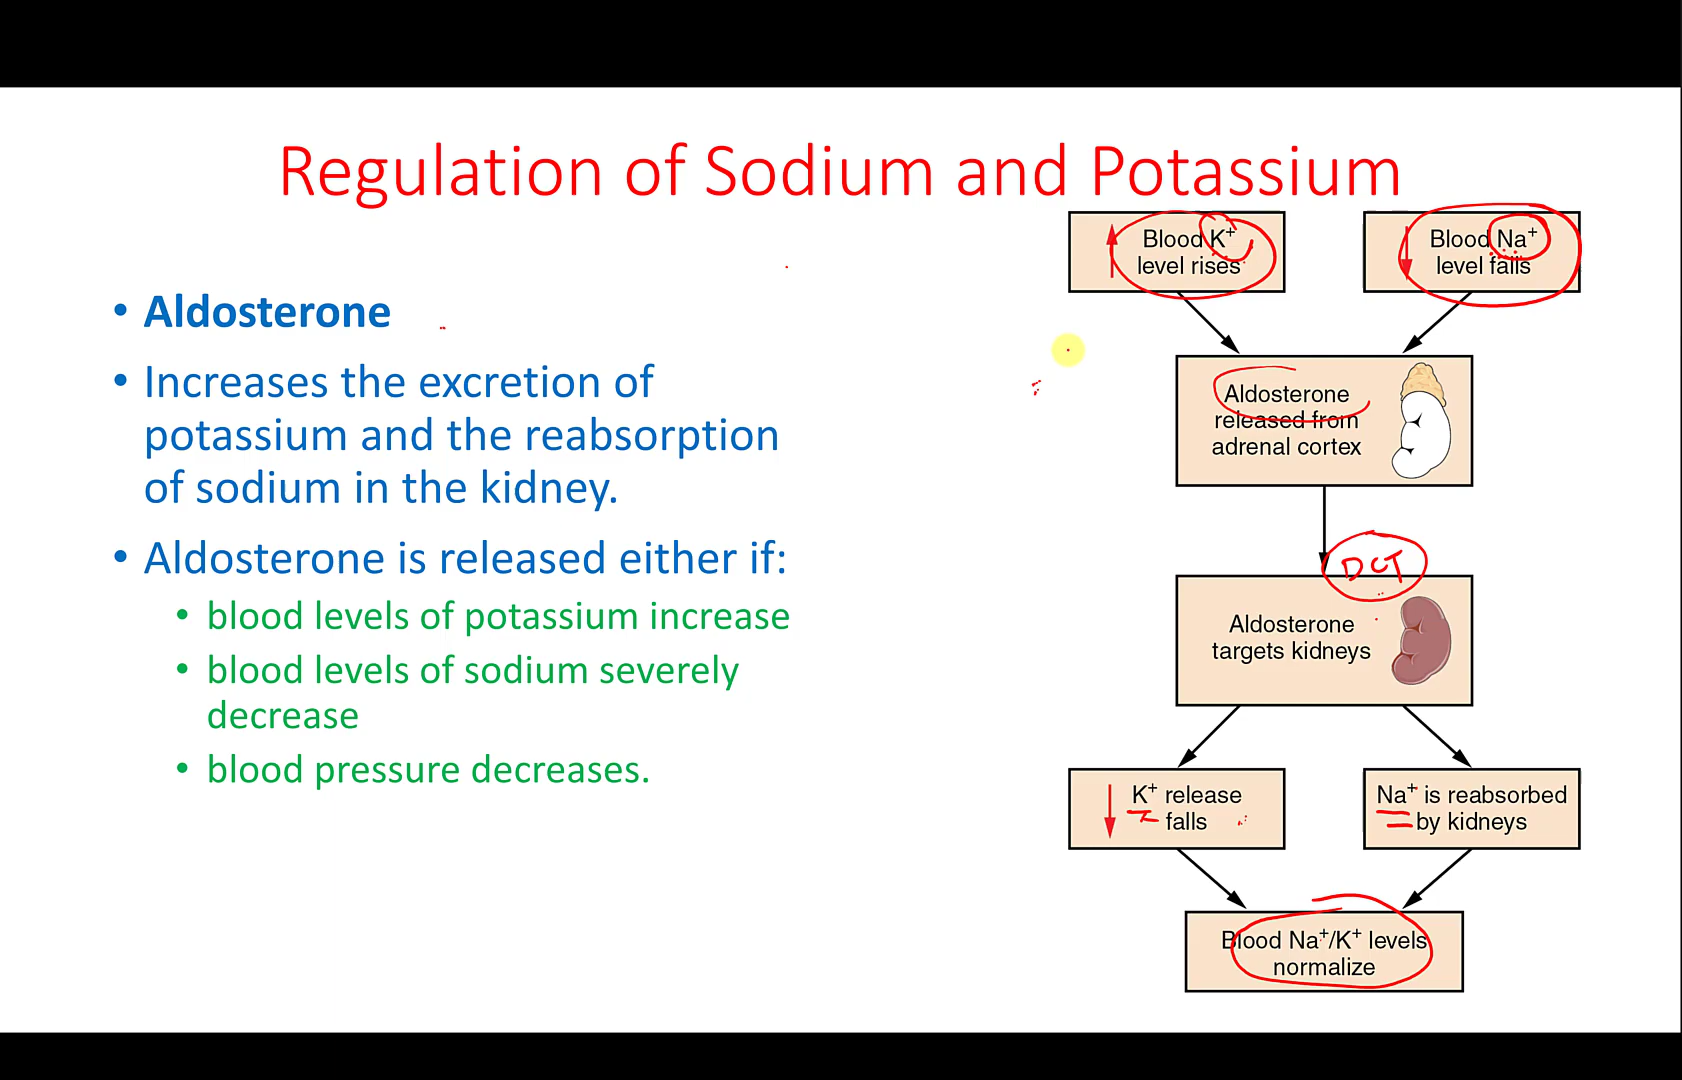 Regulation of Sodium and Potassium
• Aldosterone
• Increases the excretion of
potassium and the reabsorption
of sodium in the kidney.
• Aldosterone is released either if:
• blood levels of potassium increase
• blood levels of sodium severely
decrease
• blood pressure decreases.
Blood K⁺
level rises
Blood Na⁺
level falls
Aldosterone
released from
adrenal cortex
DCT
Aldosterone
targets kidneys
K⁺ release
falls
Na⁺ is reabsorbed
by kidneys
Blood Na⁺/K⁺ levels
normalize